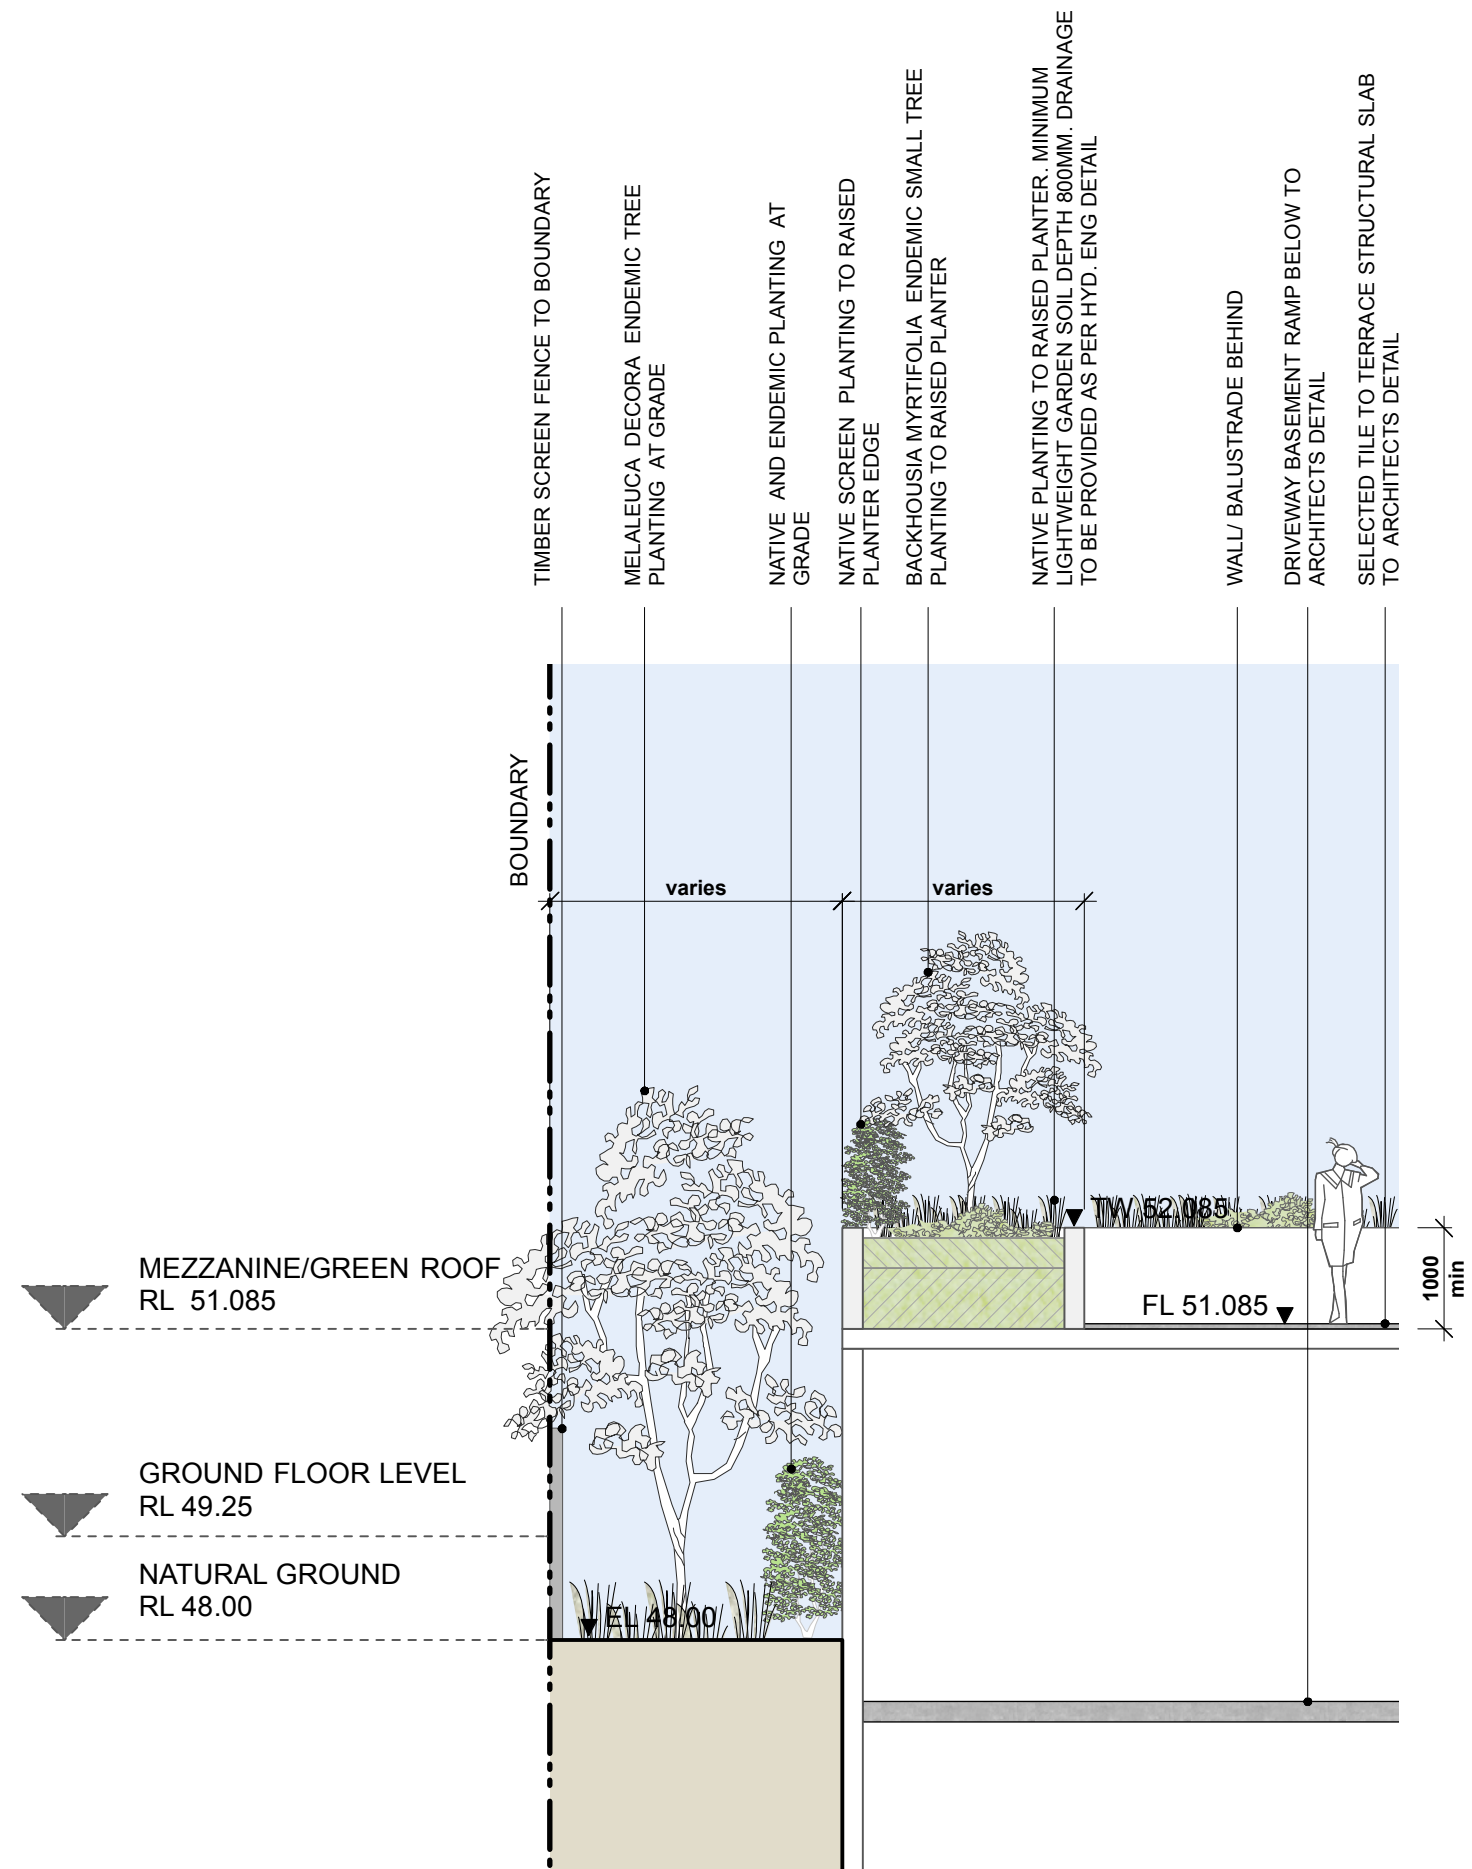 TIMBER SCREEN FENCE TO BOUNDARY
MELALEUCA DECORA ENDEMIC TREE
PLANTING AT GRADE
NATIVE AND ENDEMIC PLANTING AT
GRADE
NATIVE SCREEN PLANTING TO RAISED
PLANTER EDGE
BACKHOUSIA MYRTIFOLIA ENDEMIC SMALL TREE
PLANTING TO RAISED PLANTER
NATIVE PLANTING TO RAISED PLANTER. MINIMUM
LIGHTWEIGHT GARDEN SOIL DEPTH 800MM. DRAINAGE
TO BE PROVIDED AS PER HYD. ENG DETAIL
WALL/ BALUSTRADE BEHIND
DRIVEWAY BASEMENT RAMP BELOW TO
ARCHITECTS DETAIL
SELECTED TILE TO TERRACE STRUCTURAL SLAB
TO ARCHITECTS DETAIL
BOUNDARY
varies
varies
TW 52.085
MEZZANINE/GREEN ROOF
RL 51.085
FL 51.085
1000
min
GROUND FLOOR LEVEL
RL 49.25
NATURAL GROUND
RL 48.00
EL 48.00